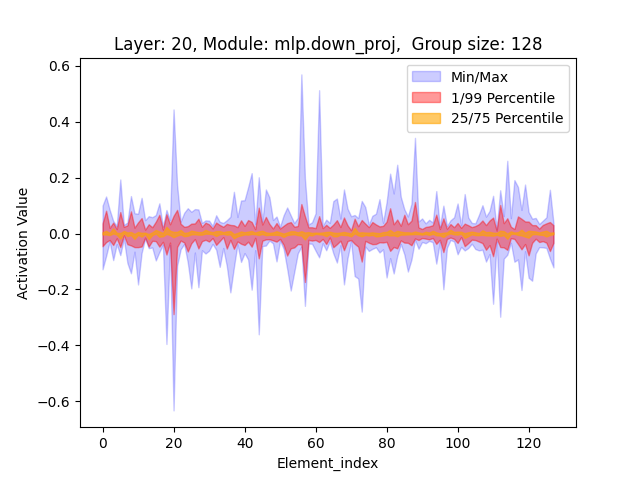 Layer: 20, Module: mlp.down_proj,  Group size: 128
Min/Max
1/99 Percentile
25/75 Percentile
Activation Value
0.6
0.4
0.2
0.0
−0.2
−0.4
−0.6
0 20 40 60 80 100 120
Element_index